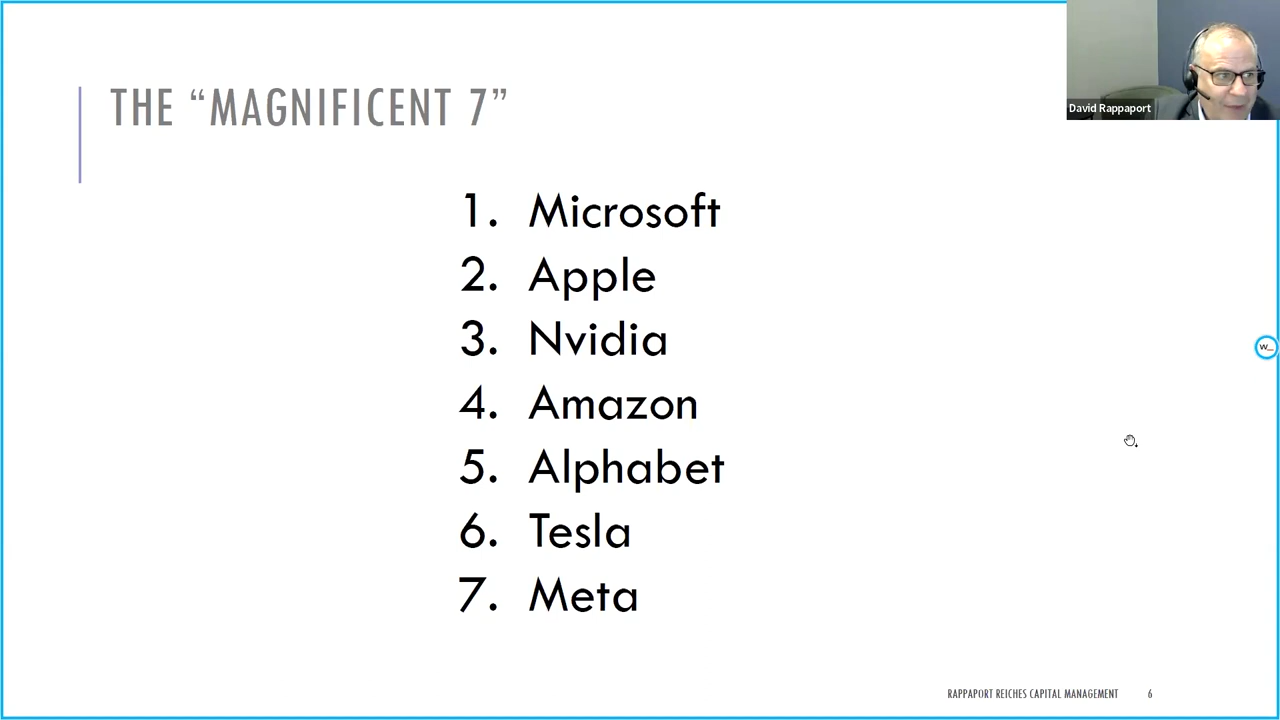 THE “MAGNIFICENT 7”
David Rappaport
1. Microsoft
2. Apple
3. Nvidia
4. Amazon
5. Alphabet
6. Tesla
7. Meta
W_
RAPPAPORT REICHES CAPITAL MANAGEMENT 6